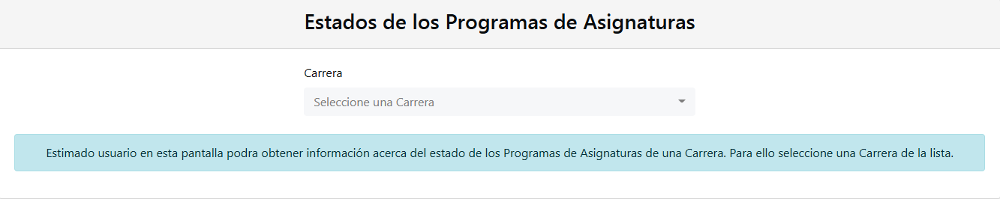 Estados de los Programas de Asignaturas
Carrera
Seleccione una Carrera
Estimado usuario en esta pantalla podra obtener información acerca del estado de los Programas de Asignaturas de una Carrera. Para ello seleccione una Carrera de la lista.